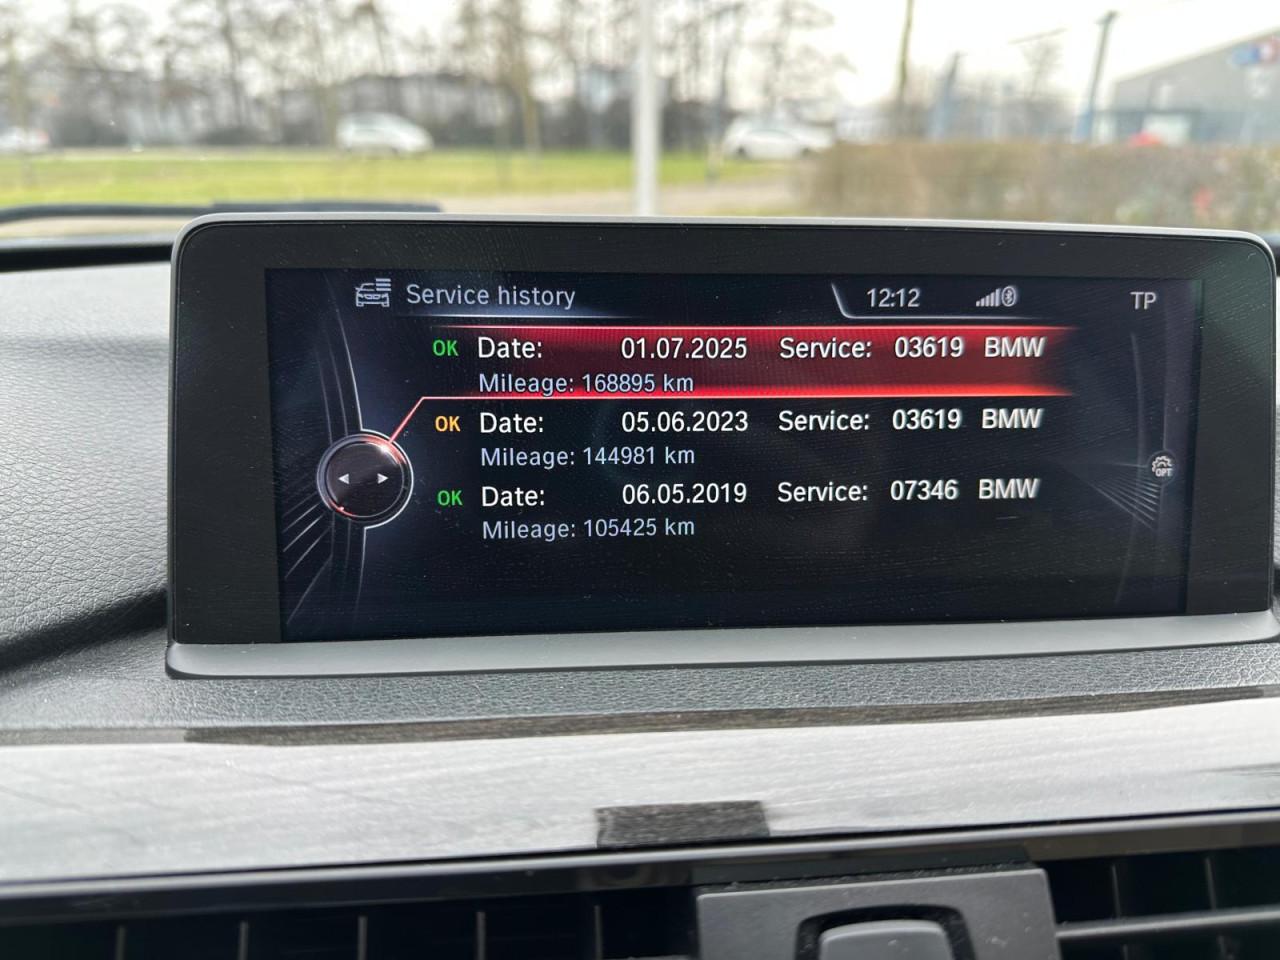 Service history 12:12 TP
OK Date: 01.07.2025 Service: 03619 BMW
Mileage: 168895 km
OK Date: 05.06.2023 Service: 03619 BMW
Mileage: 144981 km
OPT
OK Date: 06.05.2019 Service: 07346 BMW
Mileage: 105425 km